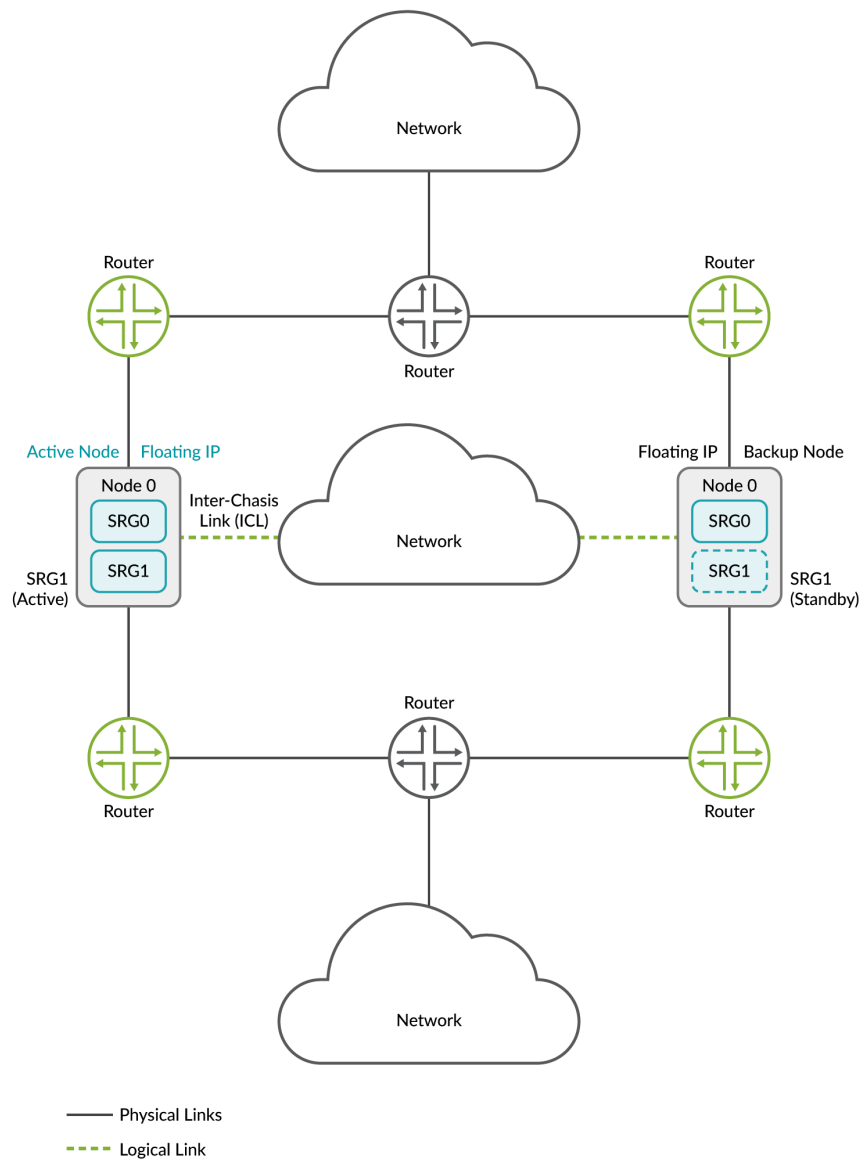 Network
Router
Router
Router
Active Node
Floating IP
Floating IP
Backup Node
Node 0
Inter-Chasis
Link (ICL)
Node 0
SRG0
Network
SRG0
SRG1
SRG1
SRG1
(Active)
SRG1
(Standby)
Router
Router
Router
Network
Physical Links
Logical Link